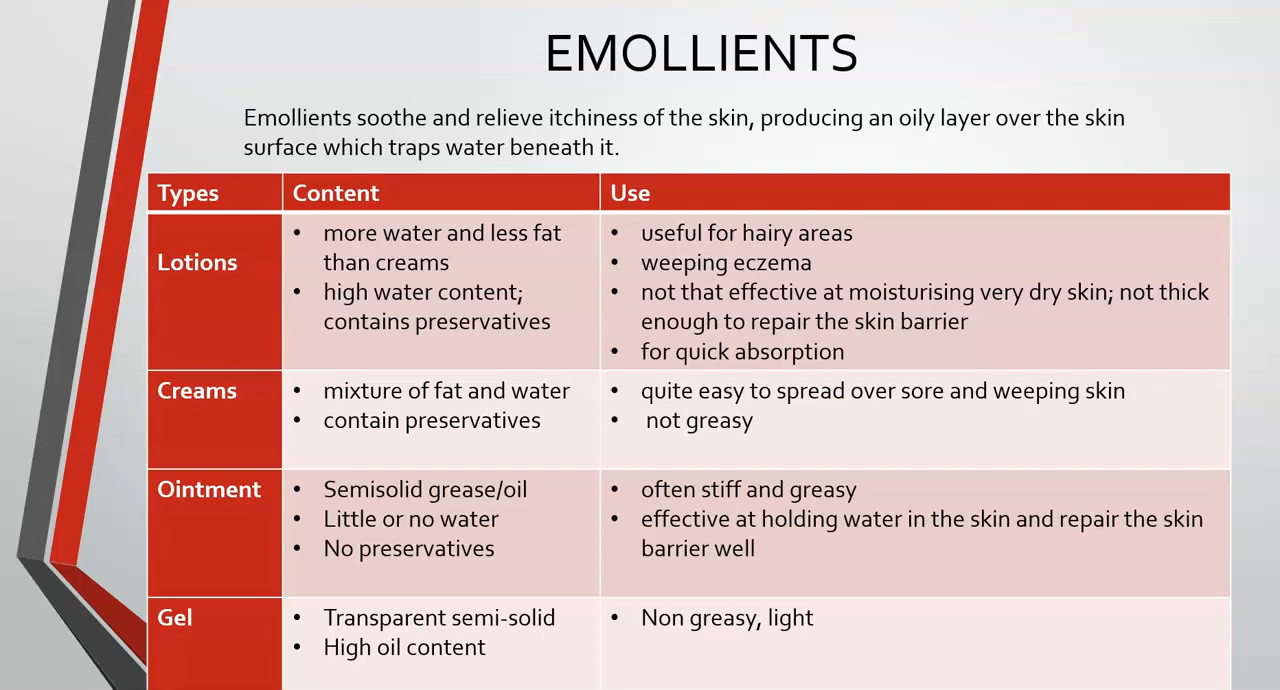 EMOLLIENTS
Emollients soothe and relieve itchiness of the skin, producing an oily layer over the skin
surface which traps water beneath it.
Types
Content
Use
Lotions
• more water and less fat
than creams
• high water content;
contains preservatives
• useful for hairy areas
• weeping eczema
• not that effective at moisturising very dry skin; not thick
enough to repair the skin barrier
• for quick absorption
Creams
• mixture of fat and water
• contain preservatives
• quite easy to spread over sore and weeping skin
• not greasy
Ointment
• Semisolid grease/oil
• Little or no water
• No preservatives
• often stiff and greasy
• effective at holding water in the skin and repair the skin
barrier well
Gel
• Transparent semi-solid
• High oil content
• Non greasy, light